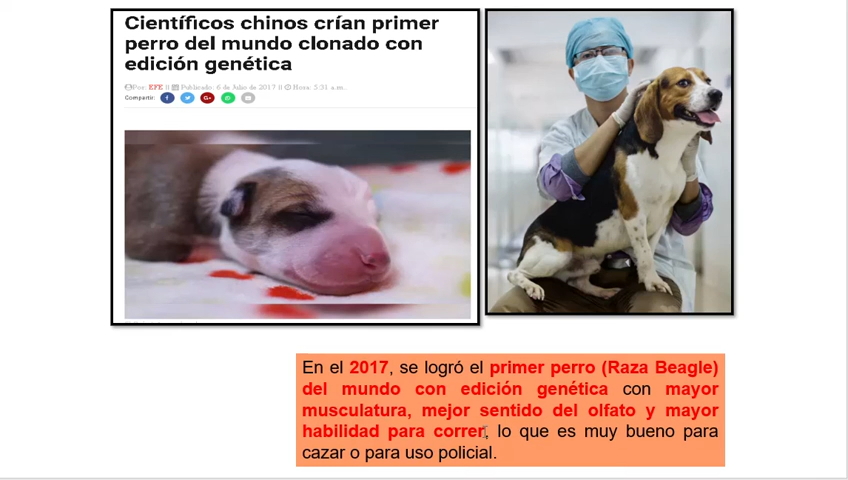 Científicos chinos crían primer
perro del mundo clonado con
edición genética
Por: EFE || Publicado: 6 de Julio de 2017 || Hora: 5:31 a.m.
Compartir:
En el 2017, se logró el primer perro (Raza Beagle)
del mundo con edición genética con mayor
musculatura, mejor sentido del olfato y mayor
habilidad para correr, lo que es muy bueno para
cazar o para uso policial.